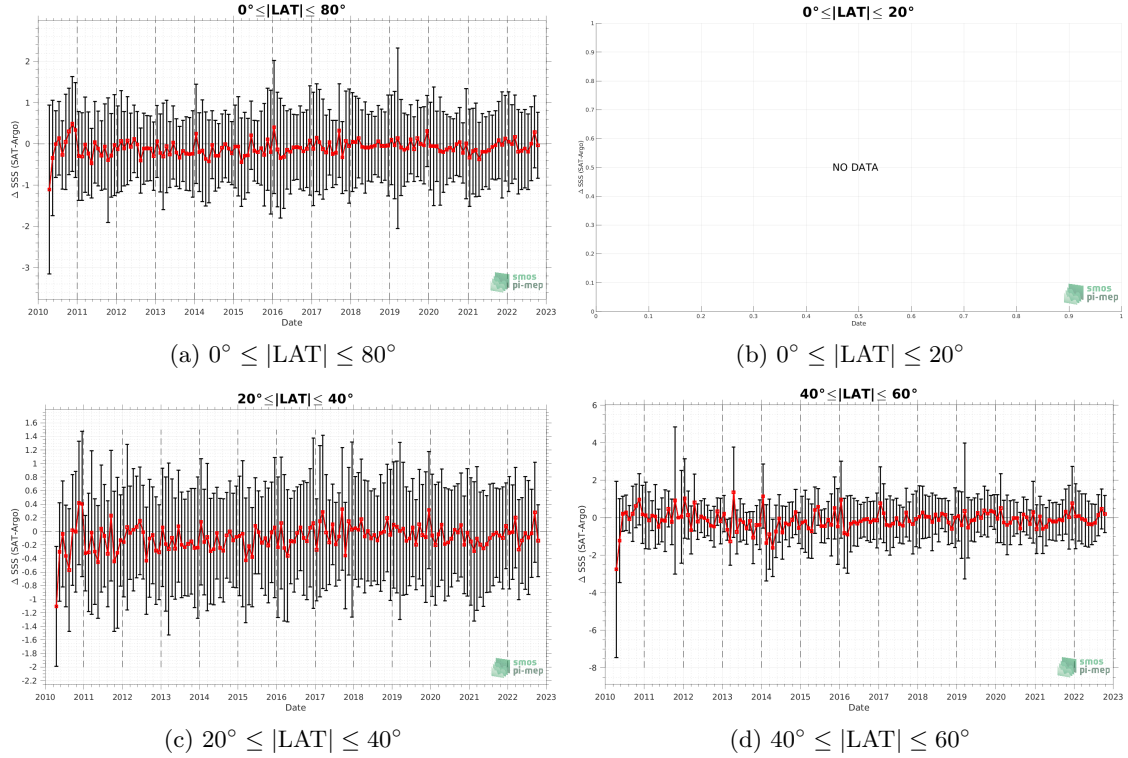 0°≤|LAT|≤ 80°
Δ SSS (SAT-Argo)
2
1
0
-1
-2
-3
smos
pi-mep
2010 2011 2012 2013 2014 2015 2016 2017 2018 2019 2020 2021 2022 2023
Date
(a) 0° ≤ |LAT| ≤ 80°
0°≤|LAT|≤ 20°
Δ SSS (SAT-Argo)
1
0.9
0.8
0.7
0.6
0.5
0.4
0.3
0.2
0.1
0
NO DATA
smos
pi-mep
0 0.1 0.2 0.3 0.4 0.5 0.6 0.7 0.8 0.9 1
Date
(b) 0° ≤ |LAT| ≤ 20°
20°≤|LAT|≤ 40°
Δ SSS (SAT-Argo)
1.6
1.4
1.2
1
0.8
0.6
0.4
0.2
0
-0.2
-0.4
-0.6
-0.8
-1
-1.2
-1.4
-1.6
-1.8
-2
-2.2
smos
pi-mep
2010 2011 2012 2013 2014 2015 2016 2017 2018 2019 2020 2021 2022 2023
Date
(c) 20° ≤ |LAT| ≤ 40°
40°≤|LAT|≤ 60°
Δ SSS (SAT-Argo)
6
4
2
0
-2
-4
-6
-8
smos
pi-mep
2010 2011 2012 2013 2014 2015 2016 2017 2018 2019 2020 2021 2022 2023
Date
(d) 40° ≤ |LAT| ≤ 60°